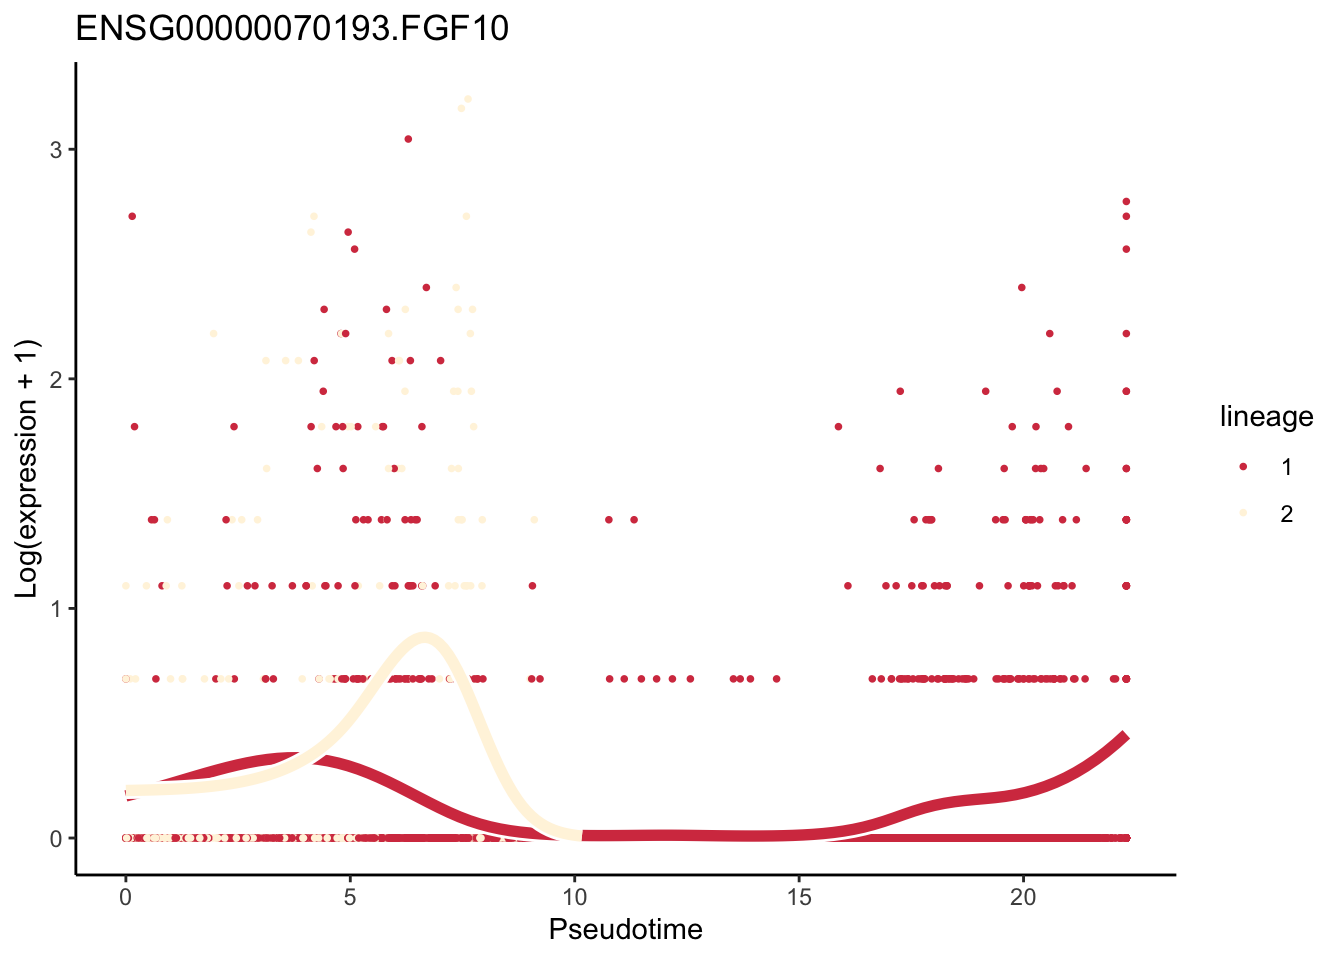 ENSG00000070193.FGF10
Log(expression + 1)
3
2
1
0
0 5 10 15 20
Pseudotime
lineage
1
2